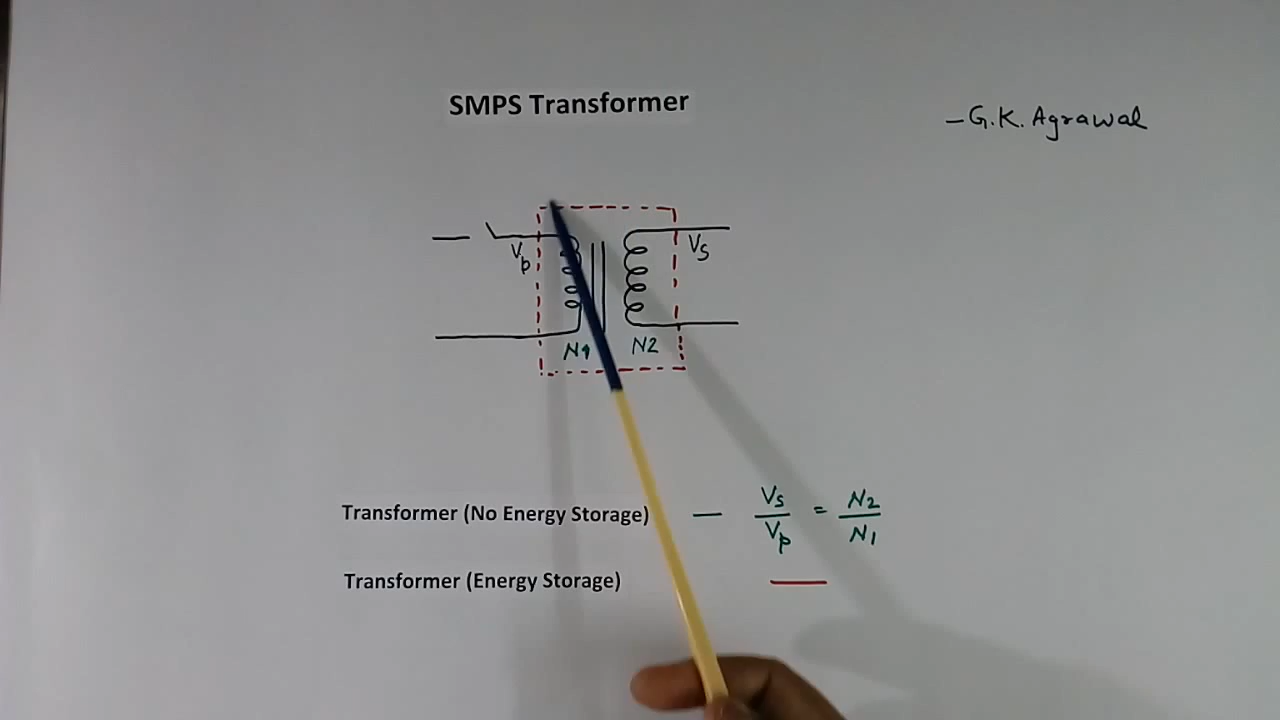 SMPS Transformer
– G. K. Agrawal
Vp
Vs
N1
N2
Transformer (No Energy Storage) — Vs/Vp = N2/N1
Transformer (Energy Storage) —